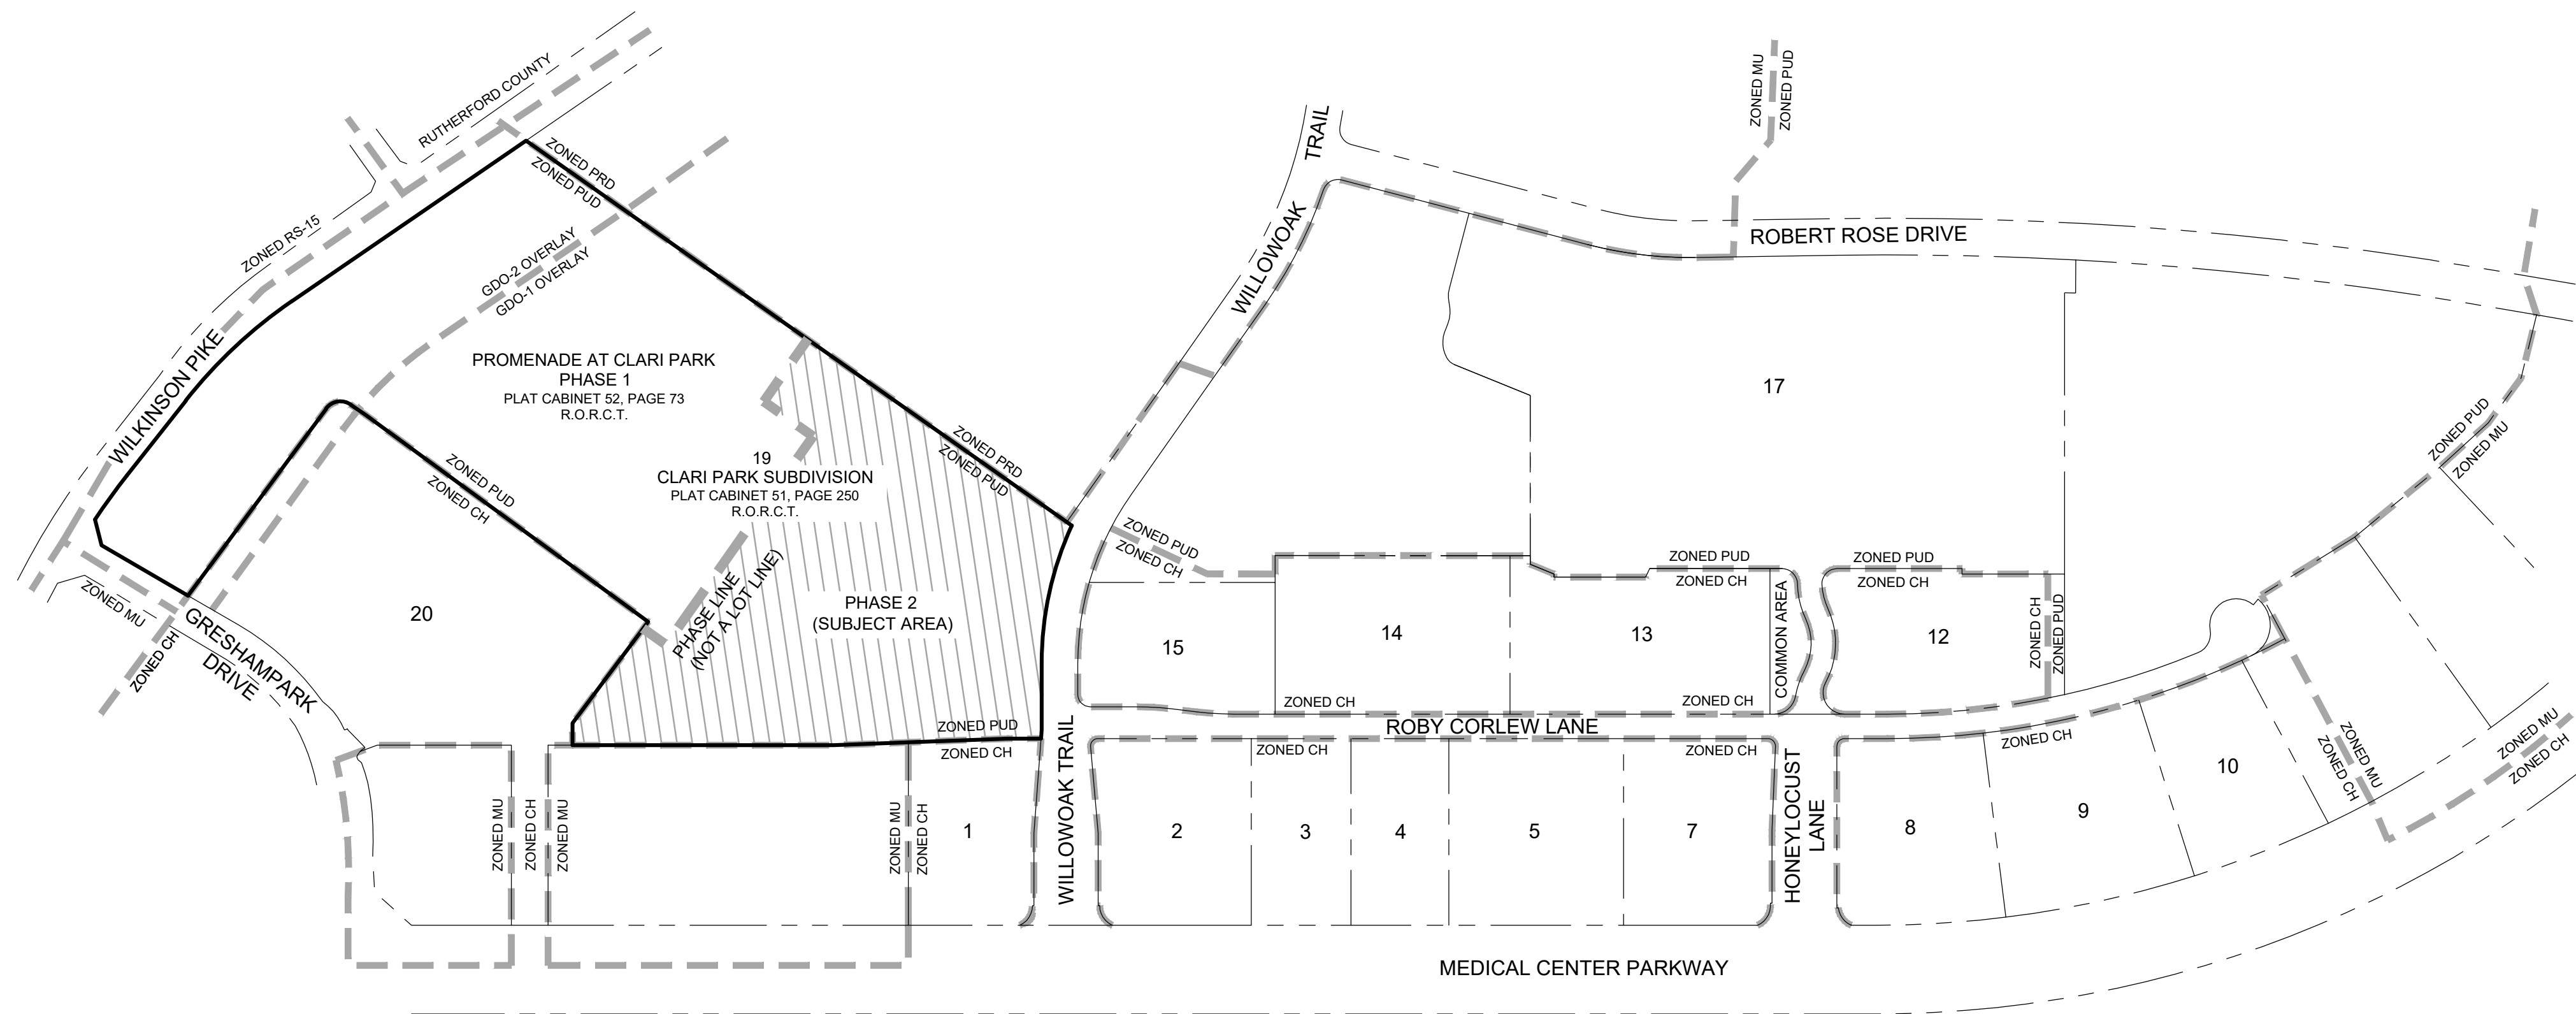 RUTHERFORD COUNTY
ZONED RS-15
WILKINSON PIKE
ZONED PRD
ZONED PUD
GDO-2 OVERLAY
GDO-1 OVERLAY
PROMENADE AT CLARI PARK
PHASE 1
PLAT CABINET 52, PAGE 73
R.O.R.C.T.
19
CLARI PARK SUBDIVISION
PLAT CABINET 51, PAGE 250
R.O.R.C.T.
ZONED PRD
ZONED PUD
ZONED PUD
ZONED CH
20
PHASE LINE
(NOT A LOT LINE)
PHASE 2
(SUBJECT AREA)
ZONED MU
ZONED CH
GRESHAMPARK
DRIVE
ZONED PUD
ZONED CH
ZONED MU
ZONED CH
ZONED MU
ZONED MU
ZONED CH
1
WILLOWOAK TRAIL
WILLOWOAK
TRAIL
ZONED MU
ZONED PUD
ROBERT ROSE DRIVE
17
ZONED PUD
ZONED MU
ZONED PUD
ZONED CH
15
14
13
ZONED PUD
ZONED CH
COMMON AREA
ZONED PUD
ZONED CH
12
ZONED CH
ZONED PUD
ZONED CH
ZONED CH
ROBY CORLEW LANE
ZONED CH
ZONED CH
ZONED CH
2
3
4
5
7
HONEYLOCUST
LANE
8
9
10
ZONED MU
ZONED CH
ZONED MU
ZONED CH
MEDICAL CENTER PARKWAY